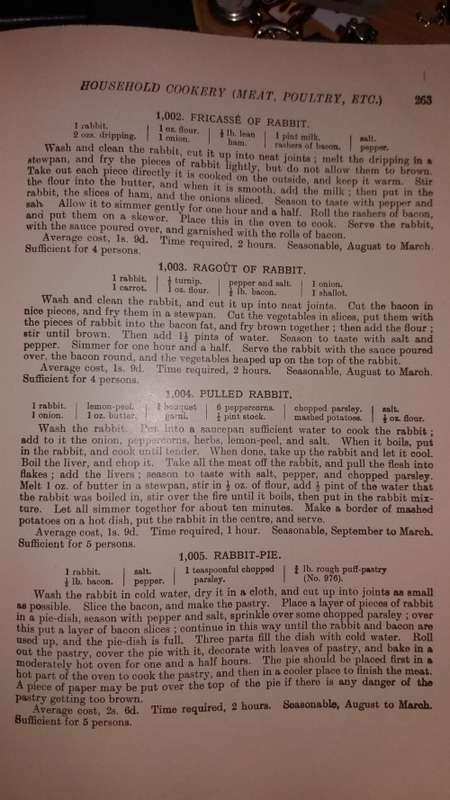 HOUSEHOLD COOKERY (MEAT, POULTRY, ETC.) 263
1,002. FRICASSÉ OF RABBIT.
1 rabbit. | 1 oz. flour. | ½ lb. lean | 1 pint milk. | salt.
2 ozs. dripping. | 1 onion. | ham. | rashers of bacon. | pepper.
Wash and clean the rabbit, cut it up into neat joints ; melt the dripping in a
stewpan, and fry the pieces of rabbit lightly, but do not allow them to brown.
Take out each piece directly it is cooked on the outside, and keep it warm. Stir
the flour into the butter, and when it is smooth, add the milk ; then put in the
rabbit, the slices of ham, and the onions sliced. Season to taste with pepper and
salt. Allow it to simmer gently for one hour and a half. Roll the rashers of bacon,
and put them on a skewer. Place this in the oven to cook. Serve the rabbit,
with the sauce poured over, and garnished with the rolls of bacon.
Average cost, 1s. 9d. Time required, 2 hours. Seasonable, August to March.
Sufficient for 4 persons.
1,003. RAGOÛT OF RABBIT.
1 rabbit. | ½ turnip. | pepper and salt. | 1 onion.
1 carrot. | 1 oz. flour. | ½ lb. bacon. | 1 shallot.
Wash and clean the rabbit, and cut it up into neat joints. Cut the bacon in
nice pieces, and fry them in a stewpan. Cut the vegetables in slices, put them with
the pieces of rabbit into the bacon fat, and fry brown together ; then add the flour ;
stir until brown. Then add 1½ pints of water. Season to taste with salt and
pepper. Simmer for one hour and a half. Serve the rabbit with the sauce poured
over, the bacon round, and the vegetables heaped up on the top of the rabbit.
Average cost, 1s. 9d. Time required, 2 hours. Seasonable, August to March.
Sufficient for 4 persons.
1,004. PULLED RABBIT.
1 rabbit. | lemon-peel. | bouquet | 6 peppercorns. | chopped parsley. | salt.
1 onion. | 1 oz. butter. | garni. | ½ pint stock. | mashed potatoes. | ½ oz. flour.
Wash the rabbit. Put into a saucepan sufficient water to cook the rabbit ;
add to it the onion, peppercorns, herbs, lemon-peel, and salt. When it boils, put
in the rabbit, and cook until tender. When done, take up the rabbit and let it cool.
Boil the liver, and chop it. Take all the meat off the rabbit, and pull the flesh into
flakes ; add the livers ; season to taste with salt, pepper, and chopped parsley.
Melt 1 oz. of butter in a stewpan, stir in ½ oz. of flour, add ½ pint of the water that
the rabbit was boiled in, stir over the fire until it boils, then put in the rabbit mix-
ture. Let all simmer together for about ten minutes. Make a border of mashed
potatoes on a hot dish, put the rabbit in the centre, and serve.
Average cost, 1s. 9d. Time required, 1 hour. Seasonable, September to March.
Sufficient for 5 persons.
1,005. RABBIT-PIE.
1 rabbit. | salt. | 1 teaspoonful chopped | lb. rough puff-pastry
½ lb. bacon. | pepper. | parsley. | (No. 976).
Wash the rabbit in cold water, dry it in a cloth, and cut up into joints as small
as possible. Slice the bacon, and make the pastry. Place a layer of pieces of rabbit
in a pie-dish, season with pepper and salt, sprinkle over some chopped parsley ; over
this put a layer of bacon slices ; continue in this way until the rabbit and bacon are
used up, and the pie-dish is full. Three parts fill the dish with cold water. Roll
out the pastry, cover the pie with it, decorate with leaves of pastry, and bake in a
moderately hot oven for one and a half hours. The pie should be placed first in a
hot part of the oven to cook the pastry, and then in a cooler place to finish the meat.
A piece of paper may be put over the top of the pie if there is any danger of the
pastry getting too brown.
Average cost, 2s. 6d. Time required, 2 hours. Seasonable, August to March.
Sufficient for 5 persons.